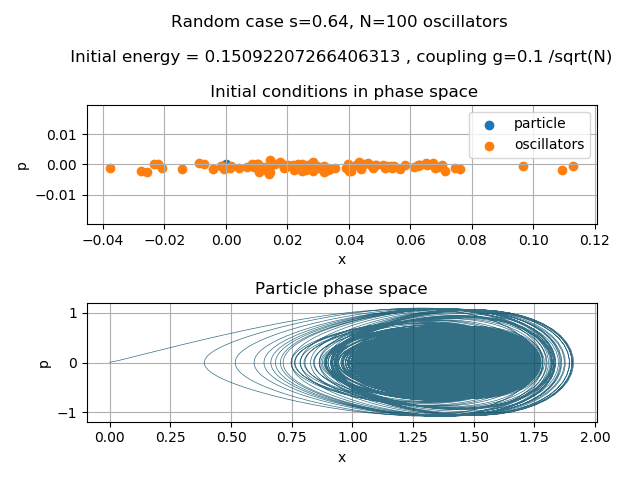 Random case s=0.64, N=100 oscillators
Initial energy = 0.15092207266406313 , coupling g=0.1 /sqrt(N)
Initial conditions in phase space
particle
oscillators
p
0.01
0.00
−0.01
−0.04 −0.02 0.00 0.02 0.04 0.06 0.08 0.10 0.12
x
Particle phase space
p
1
0
−1
0.00 0.25 0.50 0.75 1.00 1.25 1.50 1.75 2.00
x